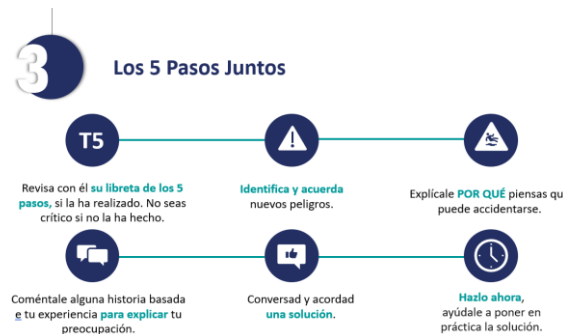 3
Los 5 Pasos Juntos
T5
Revisa con él su libreta de los 5
pasos, si la ha realizado. No seas
crítico si no la ha hecho.
Identifica y acuerda
nuevos peligros.
Explícale POR QUÉ piensas qu
puede accidentarse.
Coméntale alguna historia basada
e tu experiencia para explicar tu
preocupación.
Conversad y acordad
una solución.
Hazlo ahora,
ayúdale a poner en
práctica la solución.